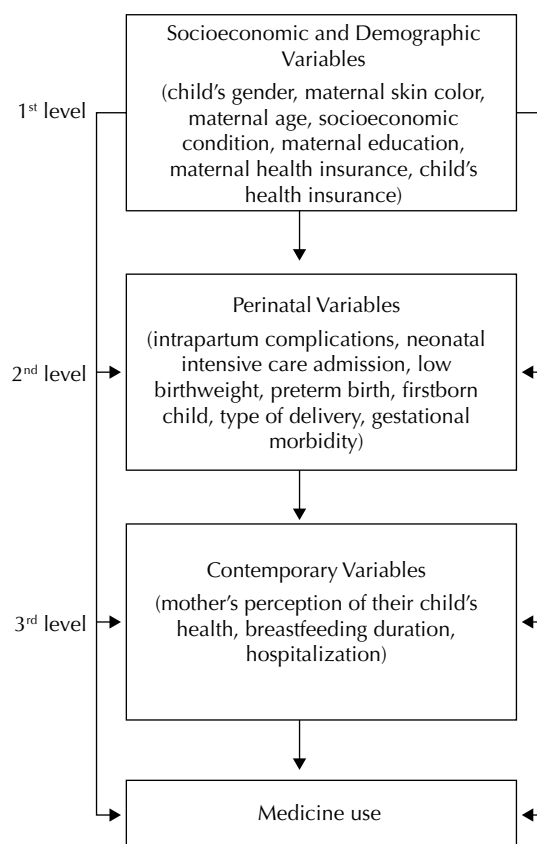 Socioeconomic and Demographic
Variables
(child's gender, maternal skin color,
maternal age, socioeconomic
condition, maternal education,
maternal health insurance, child's
health insurance)
1st level
Perinatal Variables
(intrapartum complications, neonatal
intensive care admission, low
birthweight, preterm birth, firstborn
child, type of delivery, gestational
morbidity)
2nd level
Contemporary Variables
(mother's perception of their child's
health, breastfeeding duration,
hospitalization)
3rd level
Medicine use